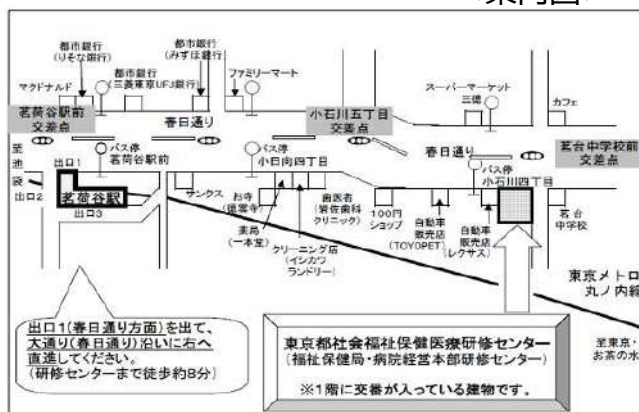 都市銀行
(りそな銀行)
都市銀行
(みずほ銀行)
マクドナルド
都市銀行
(三菱東京UFJ銀行)
ファミリーマート
スーパーマーケット
三徳
カフェ
茗荷谷駅前
交差点
春日通り
小石川五丁目
交差点
春日通り
茗台中学校前
交差点
至池袋
出口1
バス停
茗荷谷駅前
バス停
小日向四丁目
バス停
小石川四丁目
出口2
茗荷谷駅
出口3
サンクス
お寺
(徳雲寺)
薬局
(一本堂)
クリーニング店
(イシカワ
ランドリー)
歯医者
(岩佐歯科
クリニック)
100円
ショップ
自動車
販売店
(TOYOPET)
自動車
販売店
(レクサス)
茗台
中学校
東京メトロ
丸ノ内線
至東京・
お茶の水
出口1(春日通り方面)を出て、
大通り(春日通り)沿いに右へ
直進してください。
(研修センターまで徒歩約8分)
東京都社会福祉保健医療研修センター
(福祉保健局・病院経営本部研修センター)
※1階に交番が入っている建物です。